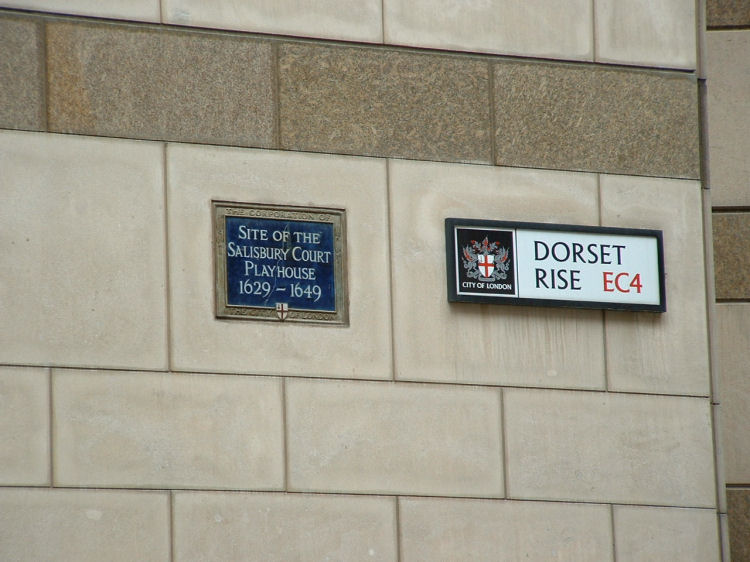 THE CORPORATION OF
SITE OF THE
SALISBURY COURT
PLAYHOUSE
1629 – 1649
THE CITY OF LONDON
CITY OF LONDON
DORSET
RISE EC4